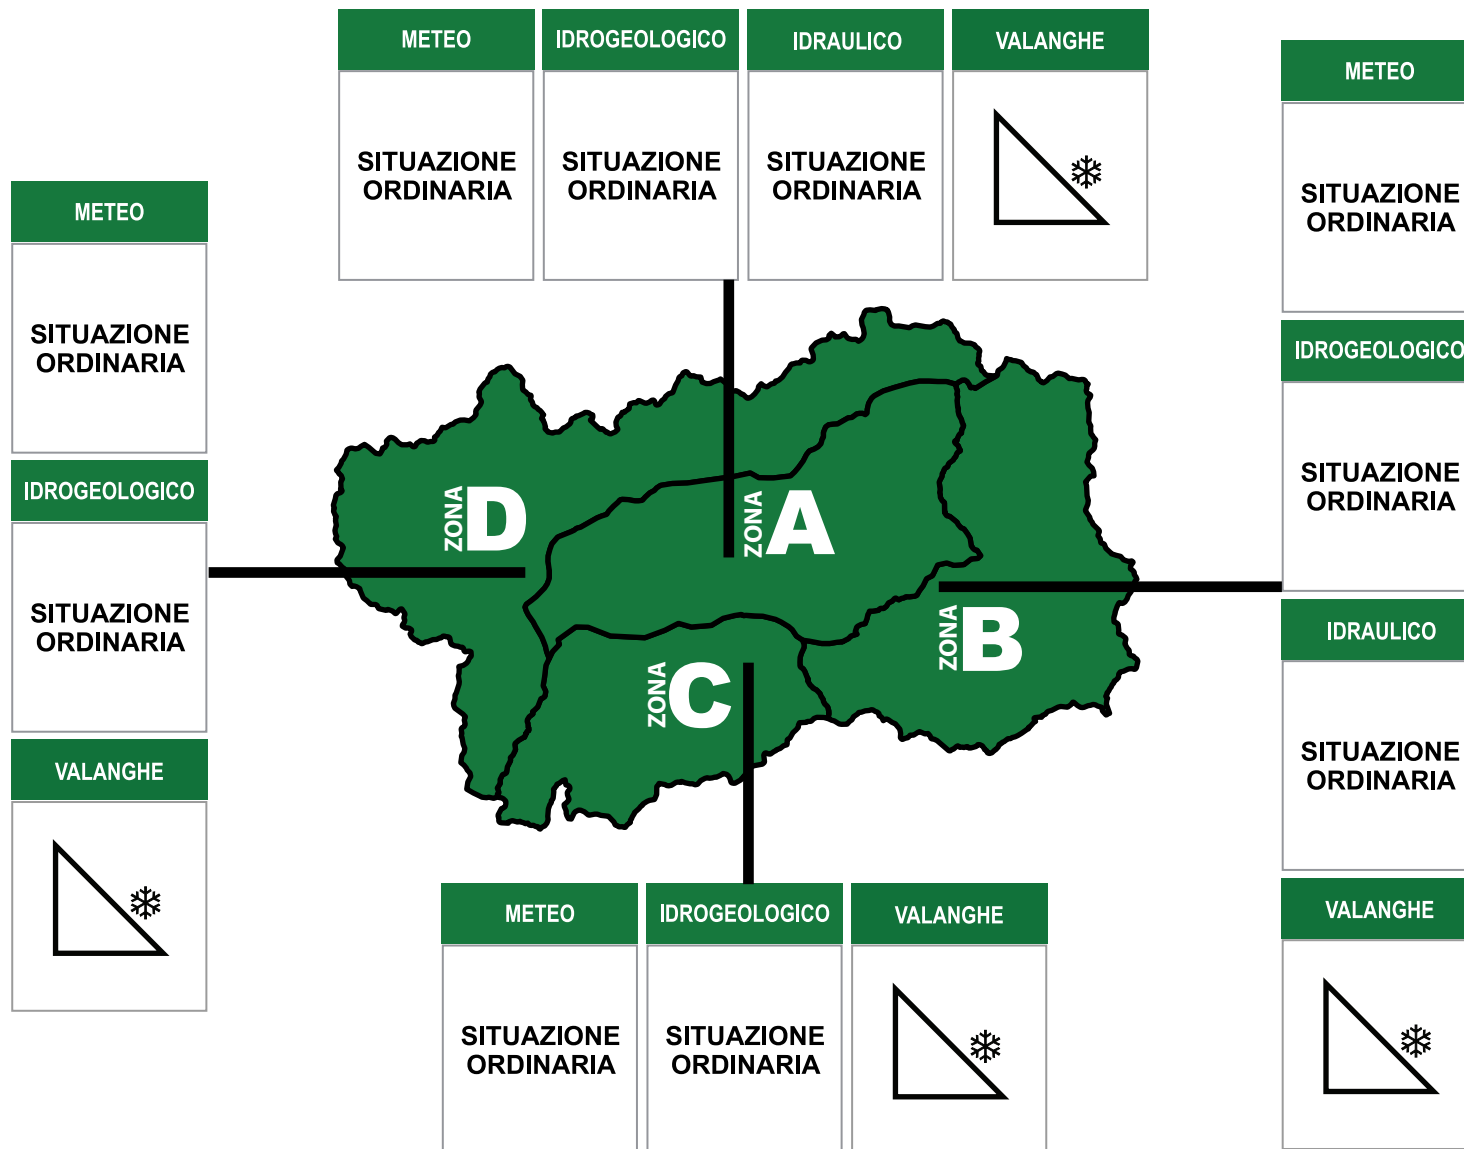 METEO
IDROGEOLOGICO
IDRAULICO
VALANGHE
SITUAZIONE
ORDINARIA
SITUAZIONE
ORDINARIA
SITUAZIONE
ORDINARIA
METEO
SITUAZIONE
ORDINARIA
IDROGEOLOGICO
SITUAZIONE
ORDINARIA
VALANGHE
ZONA D
ZONA A
ZONA B
ZONA C
METEO
SITUAZIONE
ORDINARIA
IDROGEOLOGICO
SITUAZIONE
ORDINARIA
IDRAULICO
SITUAZIONE
ORDINARIA
VALANGHE
METEO
IDROGEOLOGICO
VALANGHE
SITUAZIONE
ORDINARIA
SITUAZIONE
ORDINARIA